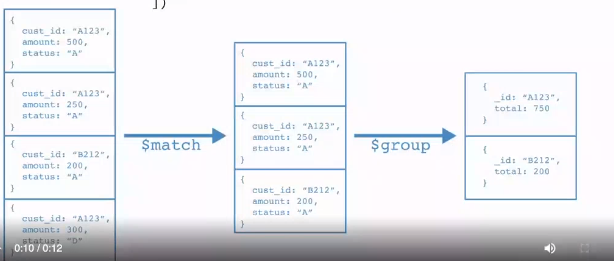 ])
{
cust_id: "A123",
amount: 500,
status: "A"
}
{
cust_id: "A123",
amount: 250,
status: "A"
}
{
cust_id: "B212",
amount: 200,
status: "A"
}
{
cust_id: "A123",
amount: 300,
status: "D"
$match
{
cust_id: "A123",
amount: 500,
status: "A"
}
{
cust_id: "A123",
amount: 250,
status: "A"
}
{
cust_id: "B212",
amount: 200,
status: "A"
}
$group
{
_id: "A123",
total: 750
}
{
_id: "B212",
total: 200
}
0:10 / 0:12